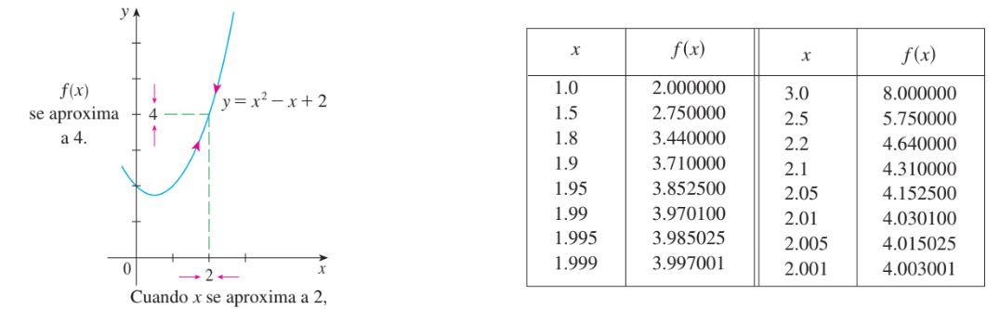 y
f(x)
se aproxima
a 4.
4
y = x² − x + 2
0
2
x
Cuando x se aproxima a 2,
x f(x) x f(x)
1.0 2.000000 3.0 8.000000
1.5 2.750000 2.5 5.750000
1.8 3.440000 2.2 4.640000
1.9 3.710000 2.1 4.310000
1.95 3.852500 2.05 4.152500
1.99 3.970100 2.01 4.030100
1.995 3.985025 2.005 4.015025
1.999 3.997001 2.001 4.003001